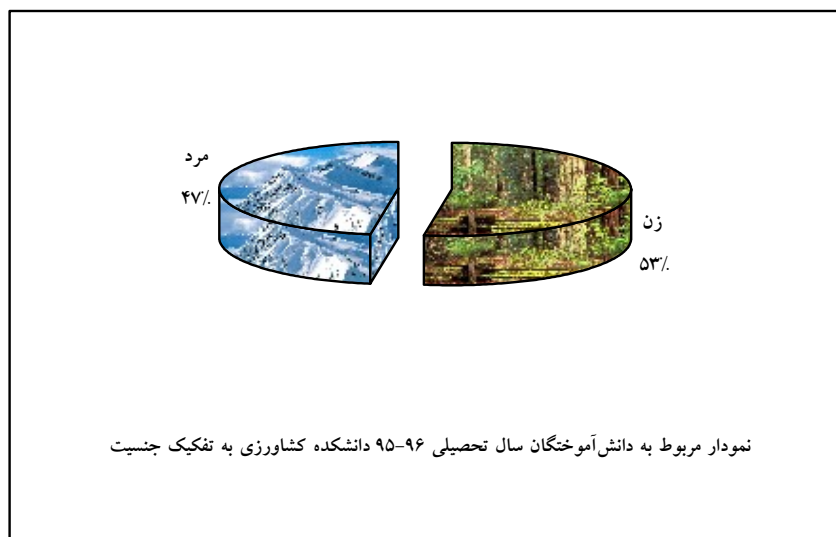 مرد
۴۷٪
زن
۵۳٪
نمودار مربوط به دانش‌آموختگان سال تحصیلی ۹۶-۹۵ دانشکده کشاورزی به تفکیک جنسیت